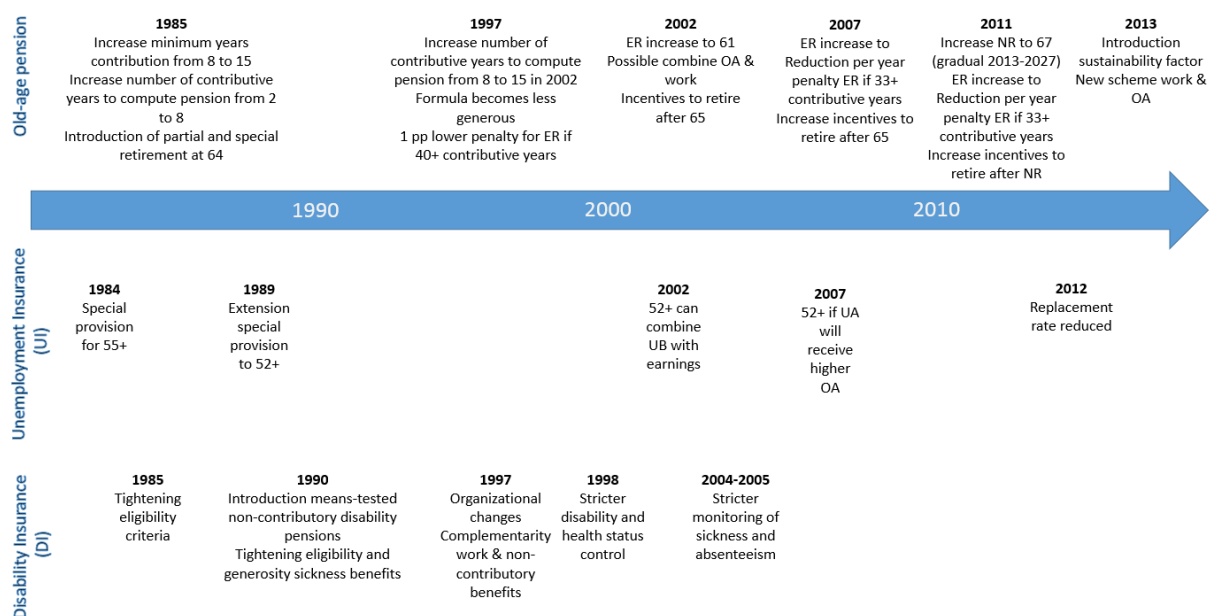 Old-age pension
1985
Increase minimum years
contribution from 8 to 15
Increase number of contributive
years to compute pension from 2
to 8
Introduction of partial and special
retirement at 64
1997
Increase number of
contributive years to compute
pension from 8 to 15 in 2002
Formula becomes less
generous
1 pp lower penalty for ER if
40+ contributive years
2002
ER increase to 61
Possible combine OA &
work
Incentives to retire
after 65
2007
ER increase to
Reduction per year
penalty ER if 33+
contributive years
Increase incentives to
retire after 65
2011
Increase NR to 67
(gradual 2013-2027)
ER increase to
Reduction per year
penalty ER if 33+
contributive years
Increase incentives to
retire after NR
2013
Introduction
sustainability factor
New scheme work &
OA
1990
2000
2010
Unemployment Insurance
(UI)
1984
Special
provision
for 55+
1989
Extension
special
provision
to 52+
2002
52+ can
combine
UB with
earnings
2007
52+ if UA
will
receive
higher
OA
2012
Replacement
rate reduced
Disability Insurance
(DI)
1985
Tightening
eligibility
criteria
1990
Introduction means-tested
non-contributory disability
pensions
Tightening eligibility and
generosity sickness benefits
1997
Organizational
changes
Complementarity
work & non-
contributory
benefits
1998
Stricter
disability and
health status
control
2004-2005
Stricter
monitoring of
sickness and
absenteeism